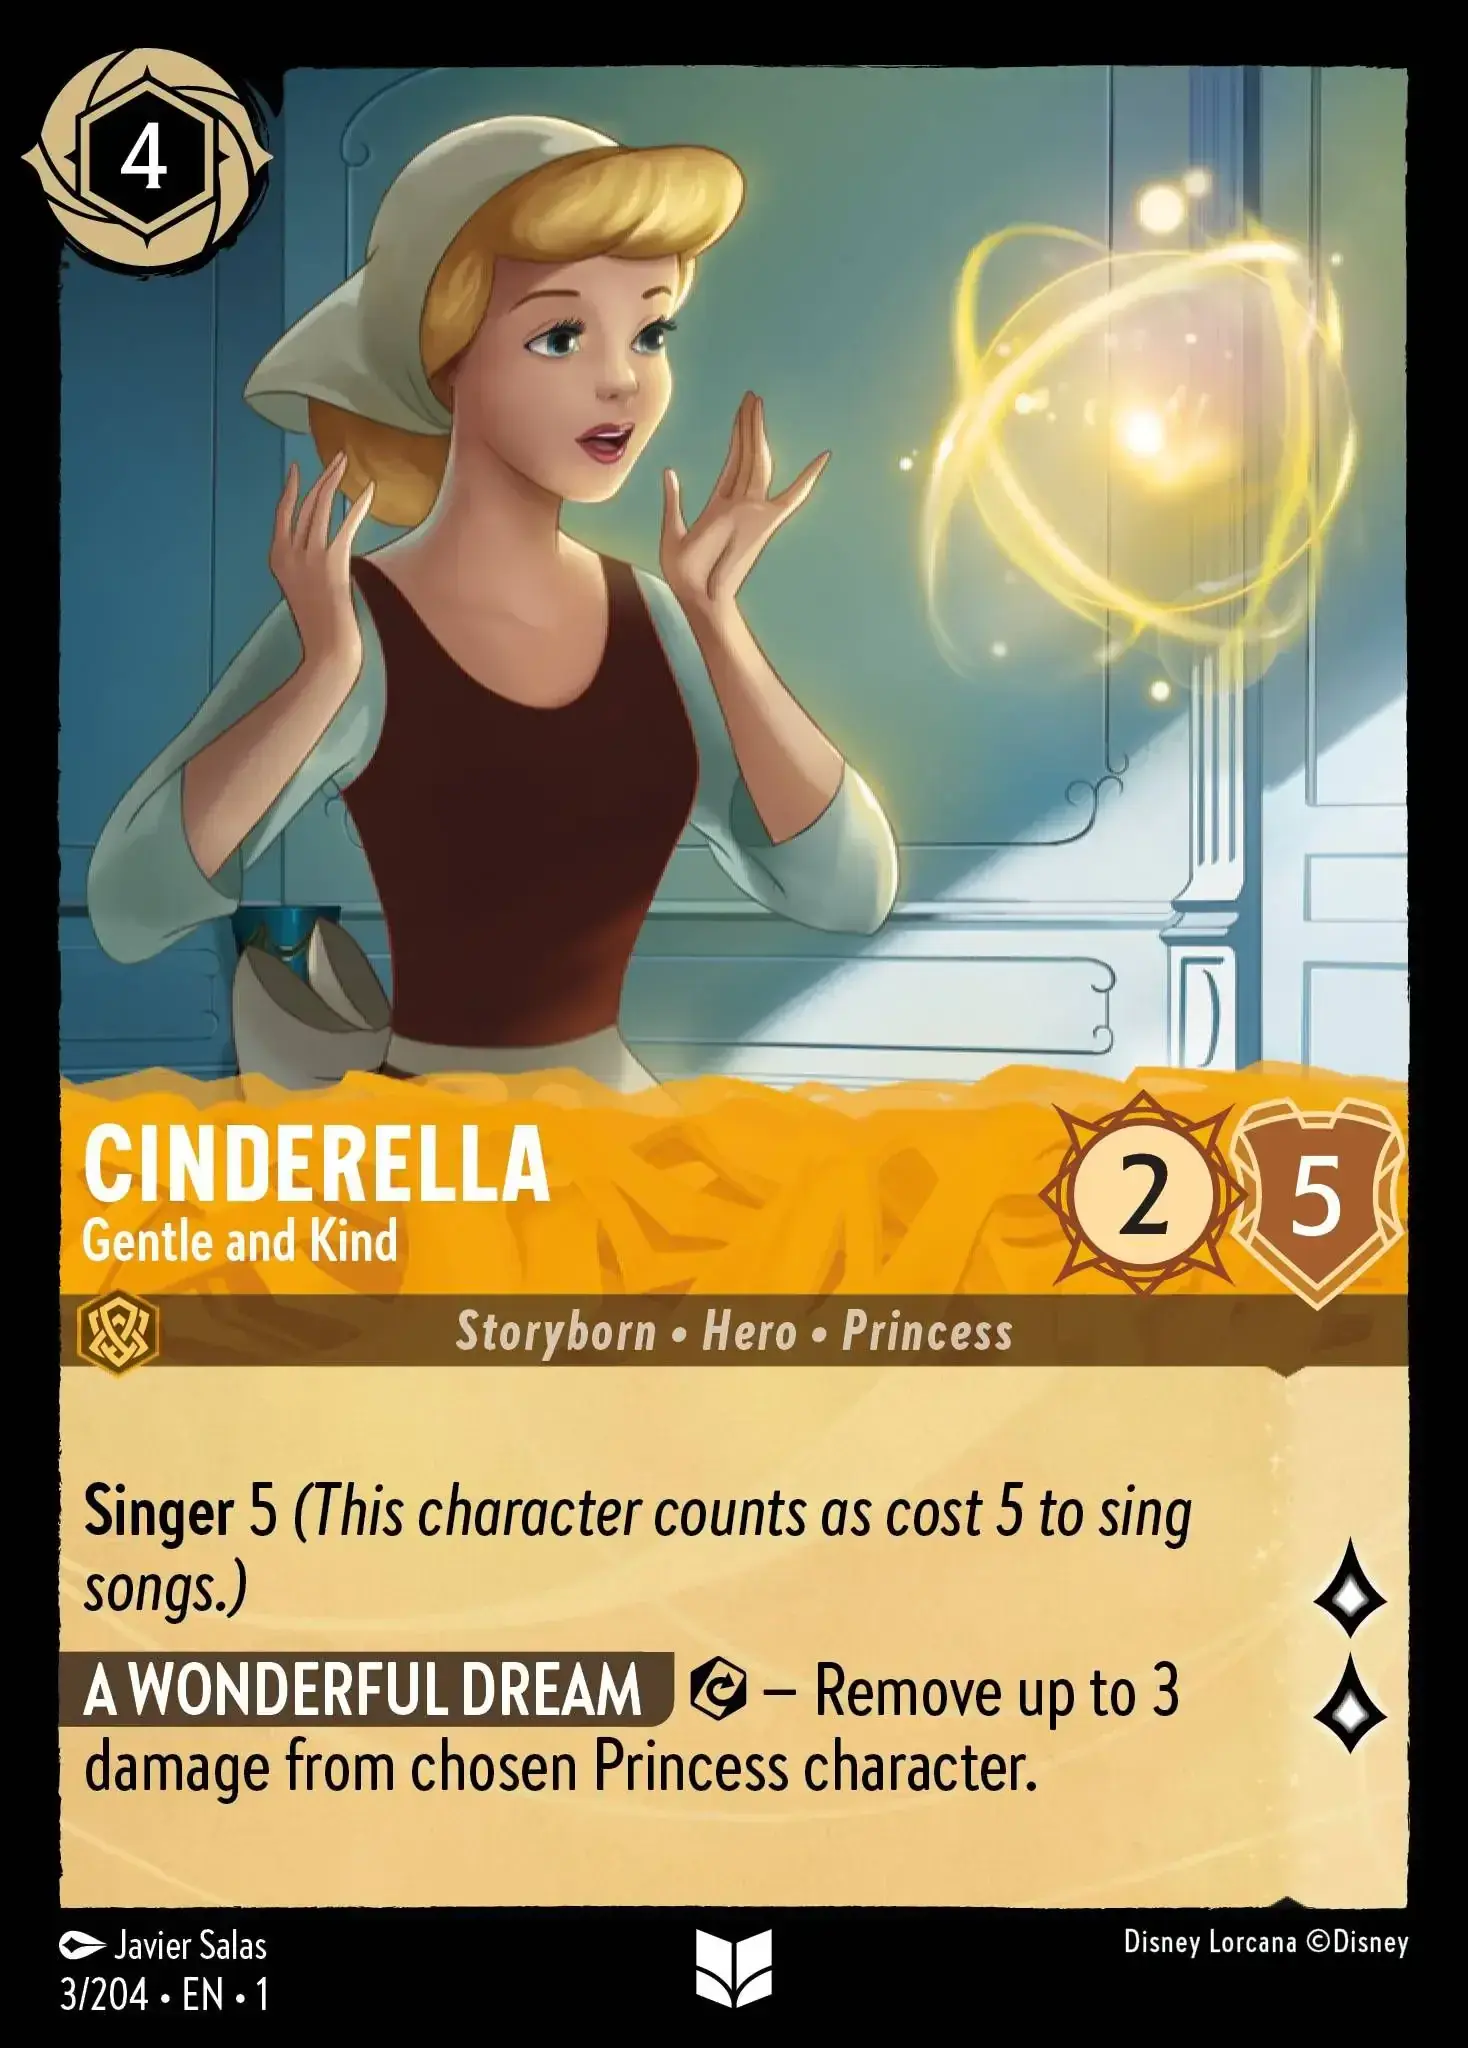 4
CINDERELLA
Gentle and Kind
2
5
Storyborn • Hero • Princess
Singer 5 (This character counts as cost 5 to sing
songs.)
A WONDERFUL DREAM — Remove up to 3
damage from chosen Princess character.
Javier Salas
3/204 • EN • 1
Disney Lorcana ©Disney